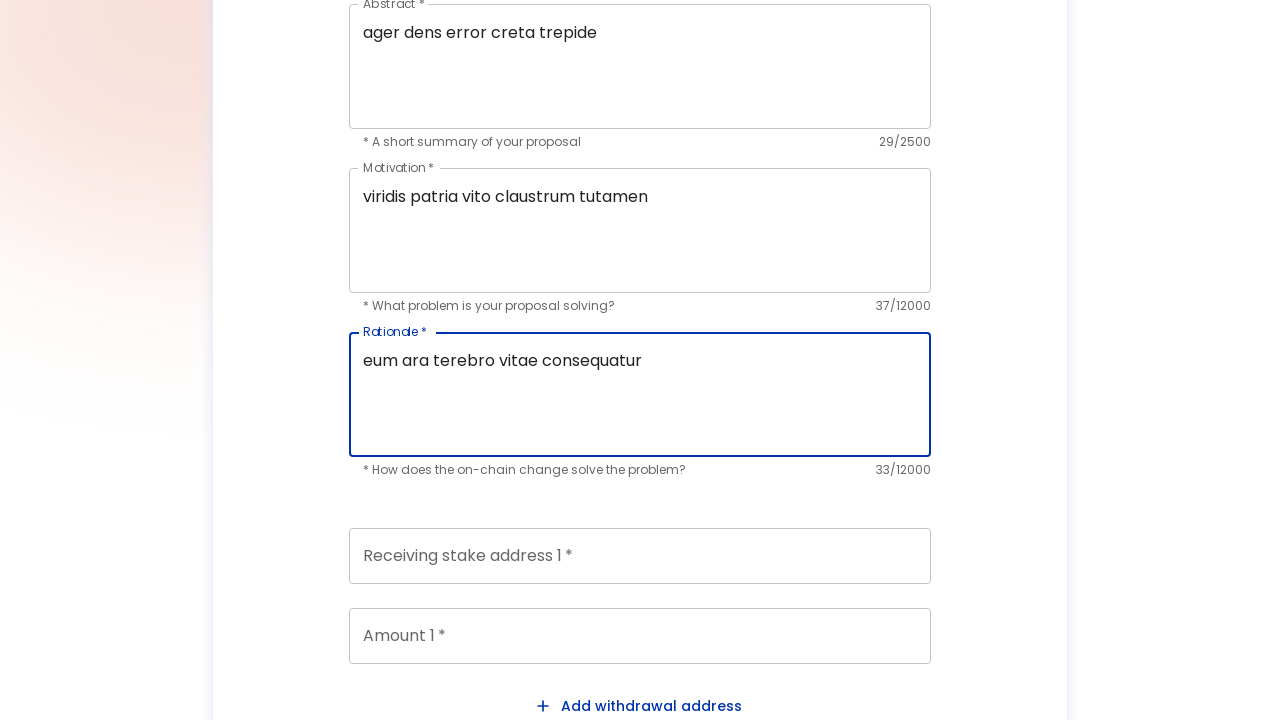 Abstract *
ager dens error creta trepide
* A short summary of your proposal 29/2500
Motivation *
viridis patria vito claustrum tutamen
* What problem is your proposal solving? 37/12000
Rationale *
eum ara terebro vitae consequatur
* How does the on-chain change solve the problem? 33/12000
Receiving stake address 1 *
Amount 1 *
+ Add withdrawal address